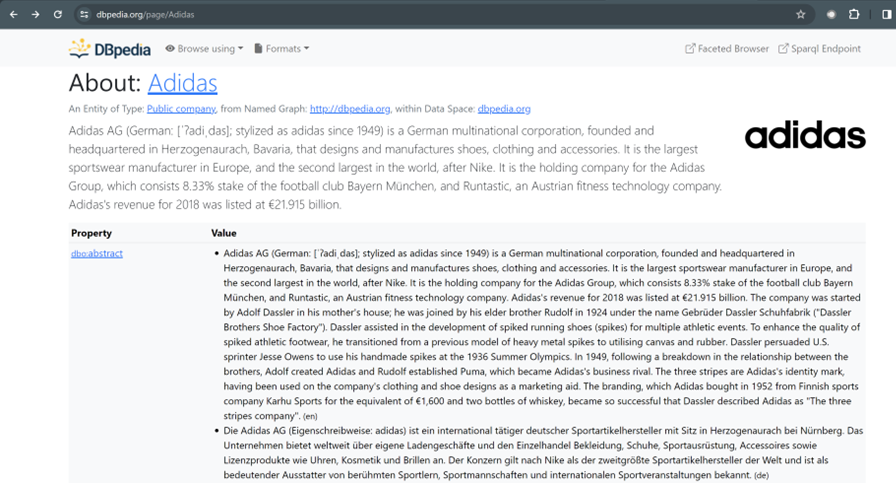 dbpedia.org/page/Adidas
DBpedia Browse using Formats Faceted Browser Sparql Endpoint
About: Adidas
An Entity of Type: Public company, from Named Graph: http://dbpedia.org, within Data Space: dbpedia.org
Adidas AG (German: [ˈʔadiˌdas]; stylized as adidas since 1949) is a German multinational corporation, founded and
headquartered in Herzogenaurach, Bavaria, that designs and manufactures shoes, clothing and accessories. It is the largest
sportswear manufacturer in Europe, and the second largest in the world, after Nike. It is the holding company for the Adidas
Group, which consists 8.33% stake of the football club Bayern München, and Runtastic, an Austrian fitness technology company.
Adidas's revenue for 2018 was listed at €21.915 billion.
adidas
Property Value
dbo:abstract
• Adidas AG (German: [ˈʔadiˌdas]; stylized as adidas since 1949) is a German multinational corporation, founded and headquartered in
Herzogenaurach, Bavaria, that designs and manufactures shoes, clothing and accessories. It is the largest sportswear manufacturer in Europe, and
the second largest in the world, after Nike. It is the holding company for the Adidas Group, which consists 8.33% stake of the football club Bayern
München, and Runtastic, an Austrian fitness technology company. Adidas's revenue for 2018 was listed at €21.915 billion. The company was started
by Adolf Dassler in his mother's house; he was joined by his elder brother Rudolf in 1924 under the name Gebrüder Dassler Schuhfabrik ("Dassler
Brothers Shoe Factory"). Dassler assisted in the development of spiked running shoes (spikes) for multiple athletic events. To enhance the quality of
spiked athletic footwear, he transitioned from a previous model of heavy metal spikes to utilising canvas and rubber. Dassler persuaded U.S.
sprinter Jesse Owens to use his handmade spikes at the 1936 Summer Olympics. In 1949, following a breakdown in the relationship between the
brothers, Adolf created Adidas and Rudolf established Puma, which became Adidas's business rival. The three stripes are Adidas's identity mark,
having been used on the company's clothing and shoe designs as a marketing aid. The branding, which Adidas bought in 1952 from Finnish sports
company Karhu Sports for the equivalent of €1,600 and two bottles of whiskey, became so successful that Dassler described Adidas as "The three
stripes company". (en)
• Die Adidas AG (Eigenschreibweise: adidas) ist ein international tätiger deutscher Sportartikelhersteller mit Sitz in Herzogenaurach bei Nürnberg. Das
Unternehmen bietet weltweit über eigene Ladengeschäfte und den Einzelhandel Bekleidung, Schuhe, Sportausrüstung, Accessoires sowie
Lizenzprodukte wie Uhren, Kosmetik und Brillen an. Der Konzern gilt nach Nike als der zweitgrößte Sportartikelhersteller der Welt und ist als
bedeutender Ausstatter von berühmten Sportlern, Sportmannschaften und internationalen Sportveranstaltungen bekannt. (de)